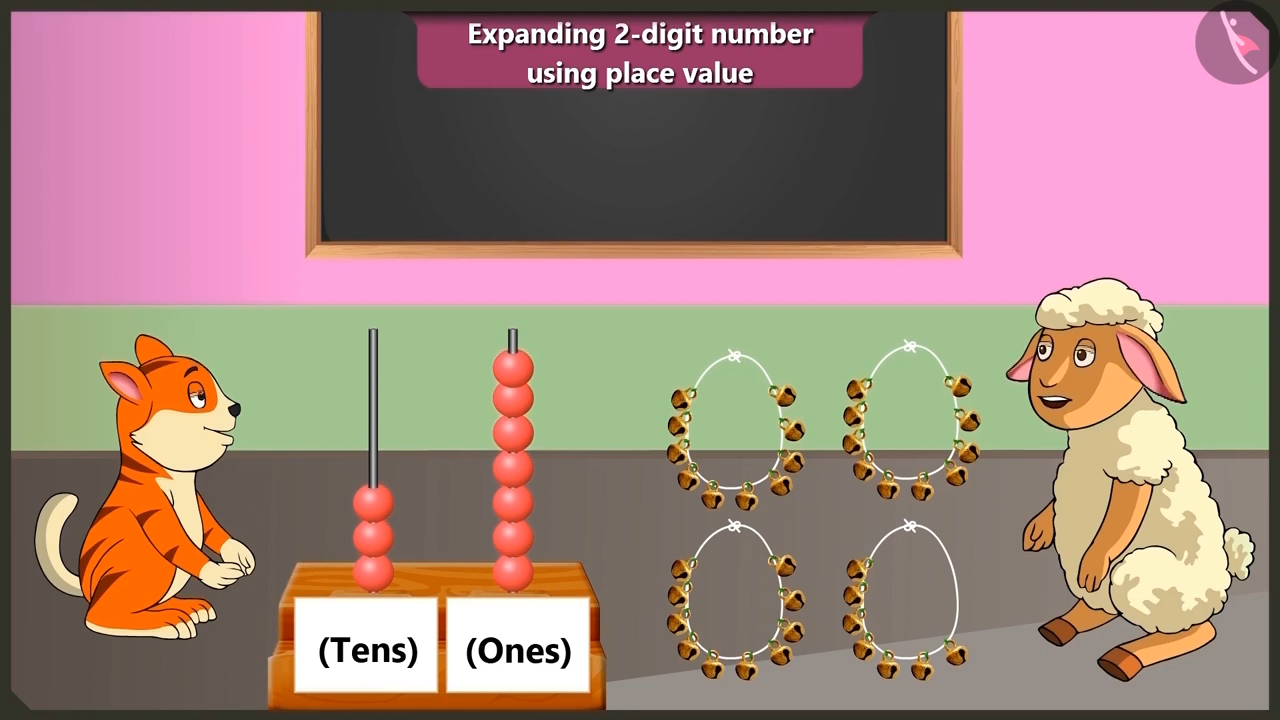 Expanding 2-digit number
using place value
(Tens) (Ones)